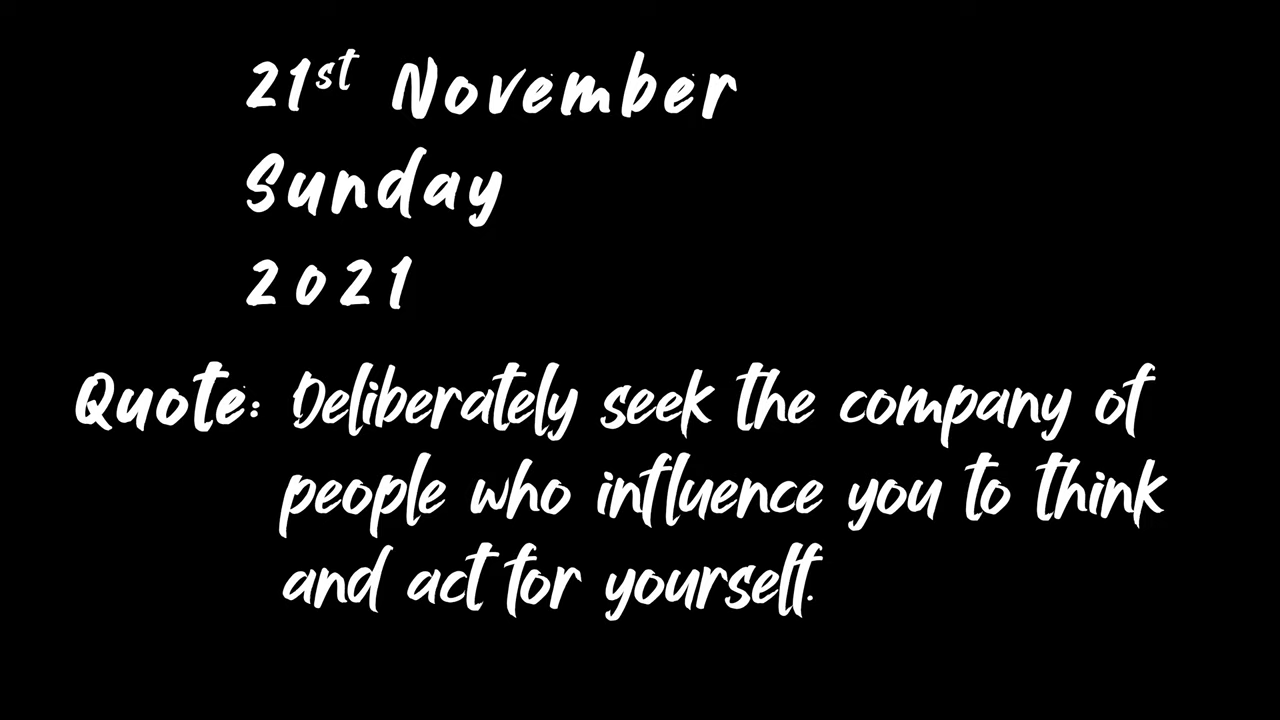 21st November
Sunday
2021
Quote: Deliberately seek the company of
people who influence you to think
and act for yourself.